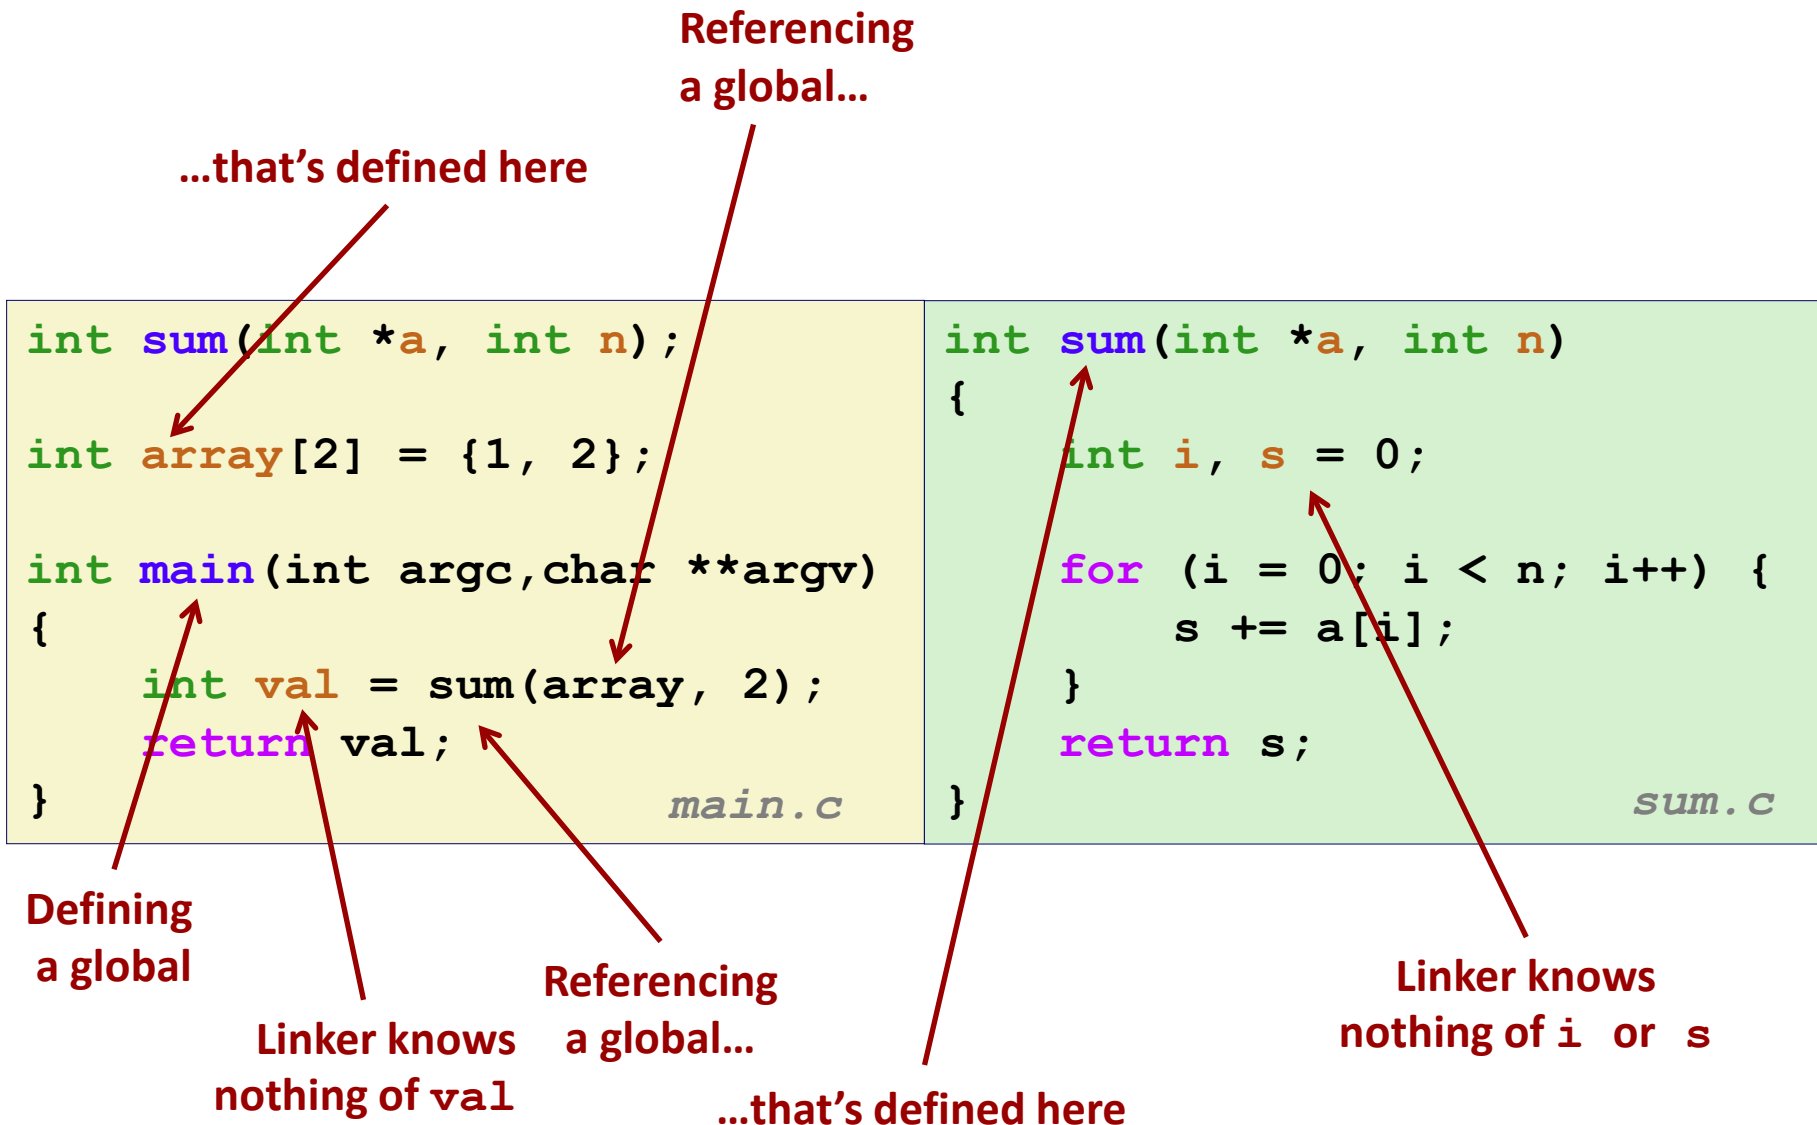 Referencing
a global…
…that’s defined here
int sum(int *a, int n);
int array[2] = {1, 2};
int main(int argc,char **argv)
{
int val = sum(array, 2);
return val;
}
main.c
int sum(int *a, int n)
{
int i, s = 0;
for (i = 0; i < n; i++) {
s += a[i];
}
return s;
}
sum.c
Defining
a global
Linker knows
nothing of val
Referencing
a global…
…that’s defined here
Linker knows
nothing of i or s